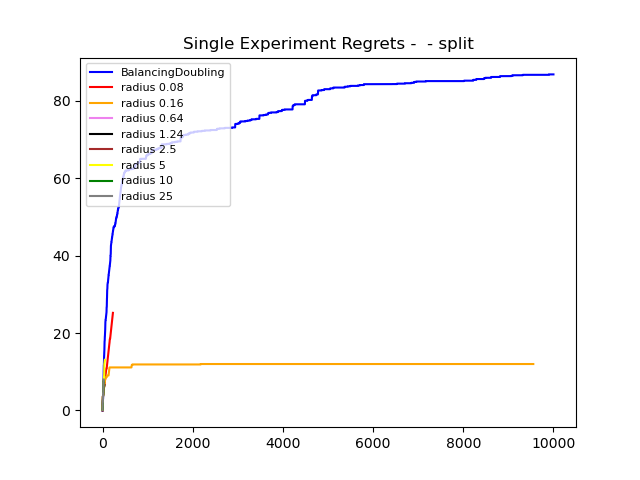 Single Experiment Regrets -  - split
BalancingDoubling
radius 0.08
radius 0.16
radius 0.64
radius 1.24
radius 2.5
radius 5
radius 10
radius 25
80
60
40
20
0
0 2000 4000 6000 8000 10000